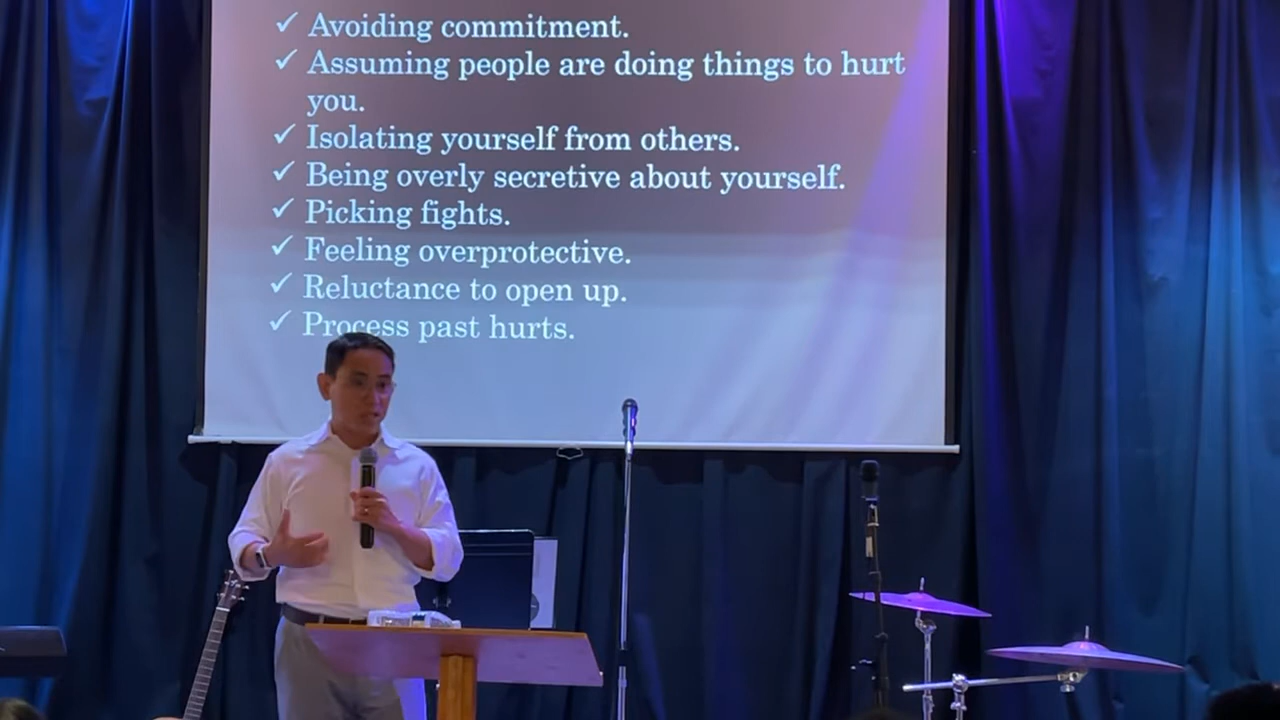 ✓ Avoiding commitment.
✓ Assuming people are doing things to hurt
you.
✓ Isolating yourself from others.
✓ Being overly secretive about yourself.
✓ Picking fights.
✓ Feeling overprotective.
✓ Reluctance to open up.
✓ Process past hurts.